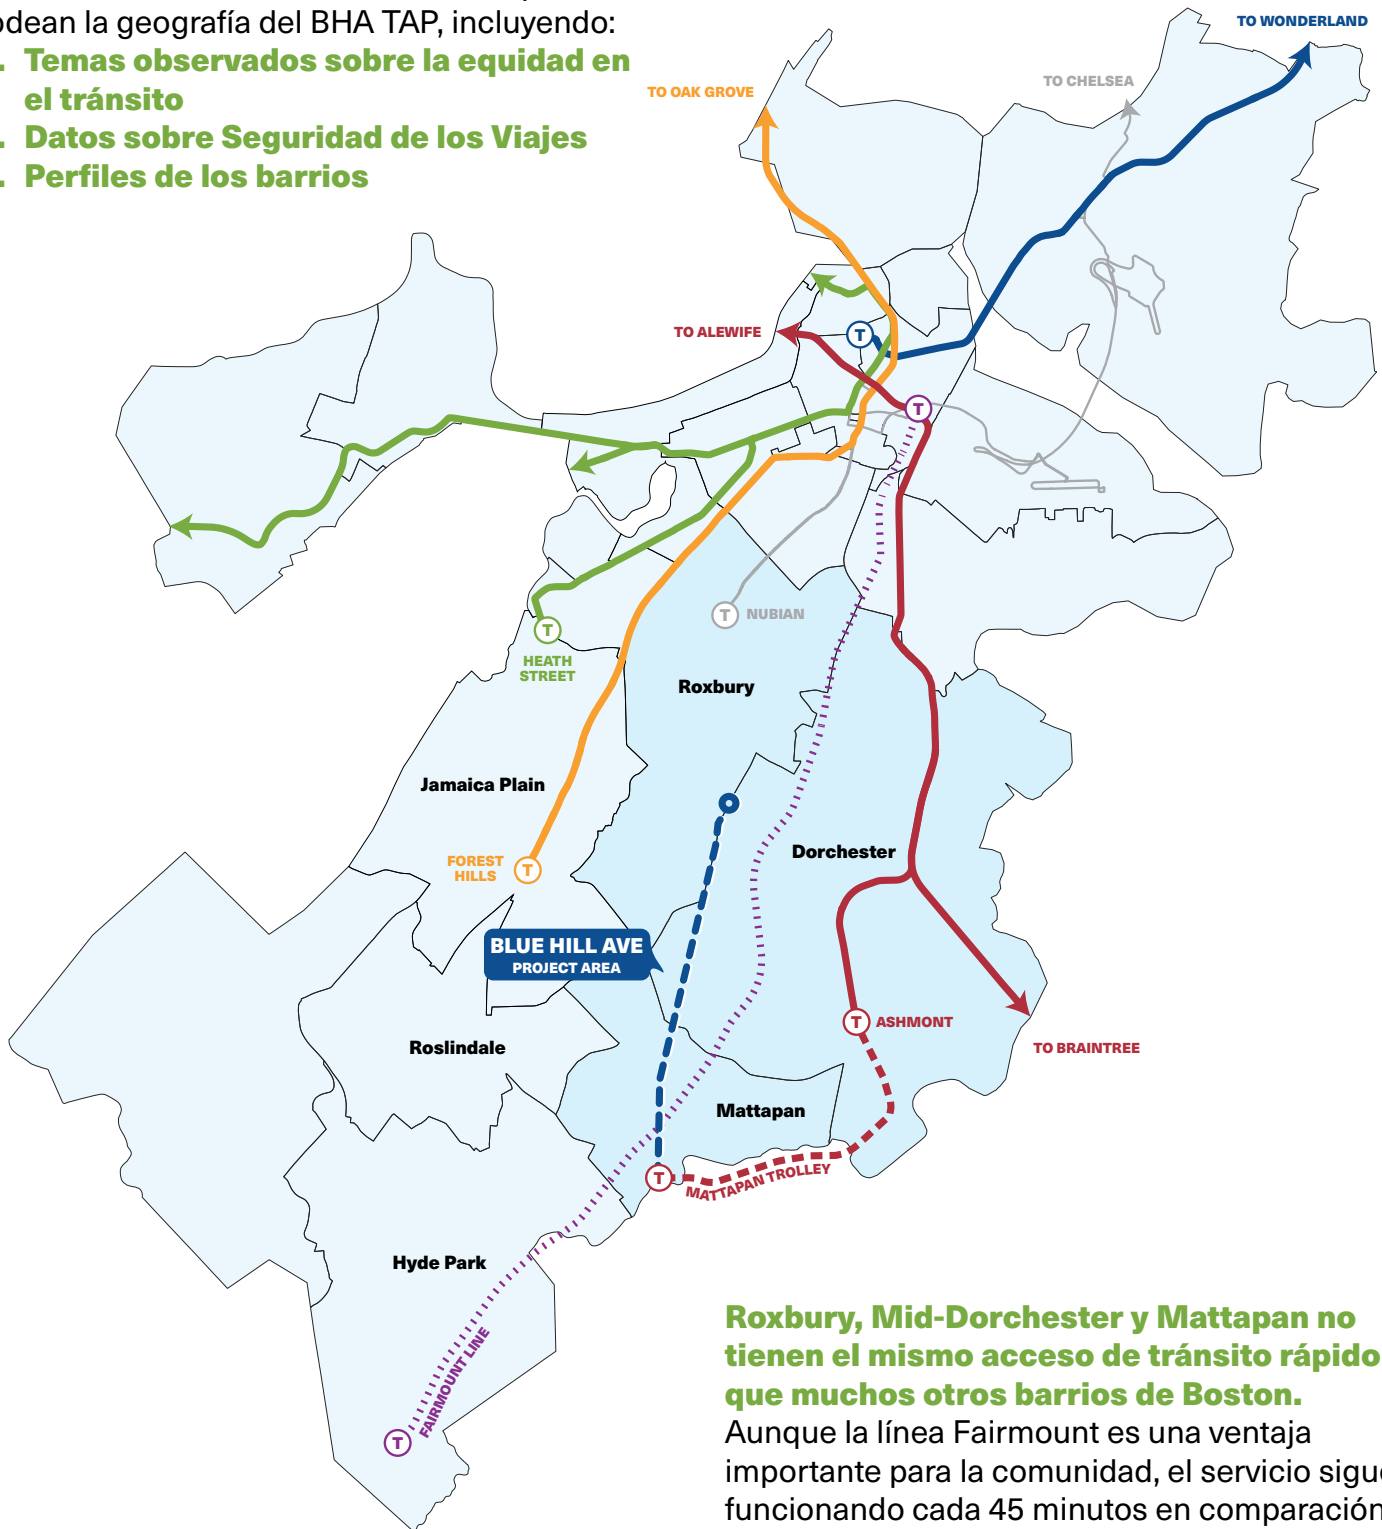 rodean la geografía del BHA TAP, incluyendo:
Temas observados sobre la equidad en
el tránsito
Datos sobre Seguridad de los Viajes
Perfiles de los barrios
TO WONDERLAND
TO CHELSEA
TO OAK GROVE
TO ALEWIFE
T
T
T
NUBIAN
T
HEATH
STREET
Roxbury
Jamaica Plain
Dorchester
FOREST
HILLS
T
BLUE HILL AVE
PROJECT AREA
T
ASHMONT
TO BRAINTREE
Roslindale
Mattapan
T
MATTAPAN TROLLEY
Hyde Park
FAIRMOUNT LINE
T
Roxbury, Mid-Dorchester y Mattapan no
tienen el mismo acceso de tránsito rápido
que muchos otros barrios de Boston.
Aunque la línea Fairmount es una ventaja
importante para la comunidad, el servicio sigue
funcionando cada 45 minutos en comparación